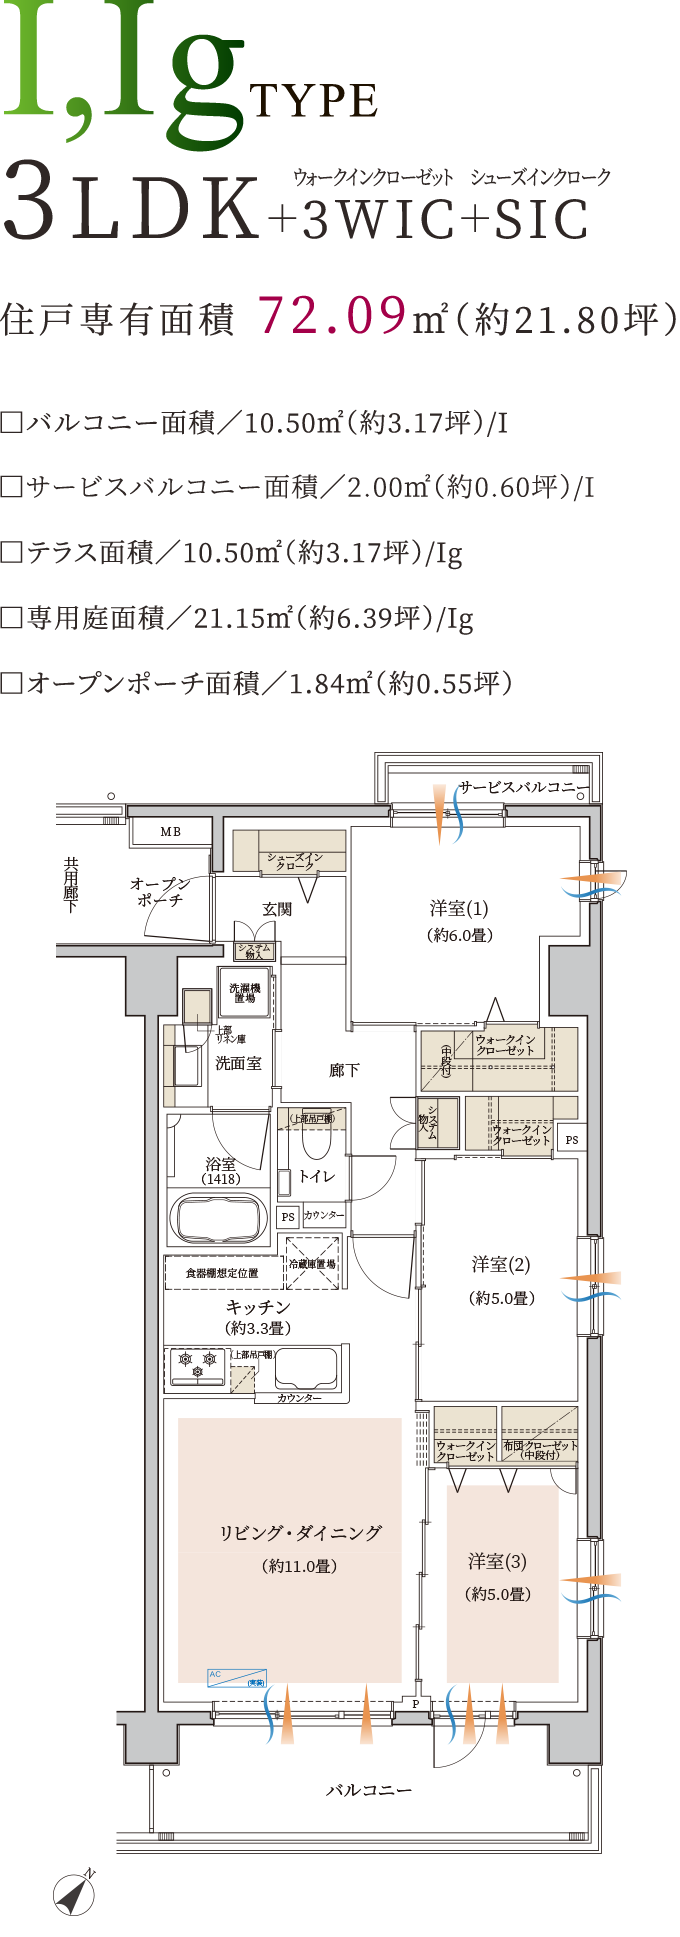 I,Ig TYPE
ウォークインクローゼット シューズインクローク
3LDK+3WIC+SIC
住戸専有面積 72.09㎡(約21.80坪)
□バルコニー面積／10.50㎡(約3.17坪)/I
□サービスバルコニー面積／2.00㎡(約0.60坪)/I
□テラス面積／10.50㎡(約3.17坪)/Ig
□専用庭面積／21.15㎡(約6.39坪)/Ig
□オープンポーチ面積／1.84㎡(約0.55坪)
サービスバルコニー
MB
共用廊下
オープン
ポーチ
シューズイン
クローク
玄関
洋室(1)
(約6.0畳)
システム
物入
洗濯機
置場
上部
リネン庫
洗面室
廊下
ウォークイン
クローゼット
(中段付)
システム
物入
ウォークイン
クローゼット
PS
(上部吊戸棚)
トイレ
浴室
(1418)
PS
カウンター
冷蔵庫置場
食器棚想定位置
洋室(2)
(約5.0畳)
キッチン
(約3.3畳)
(上部吊戸棚)
カウンター
ウォークイン
クローゼット
布団クローゼット
(中段付)
リビング・ダイニング
(約11.0畳)
洋室(3)
(約5.0畳)
AC
(実装)
P
バルコニー
N